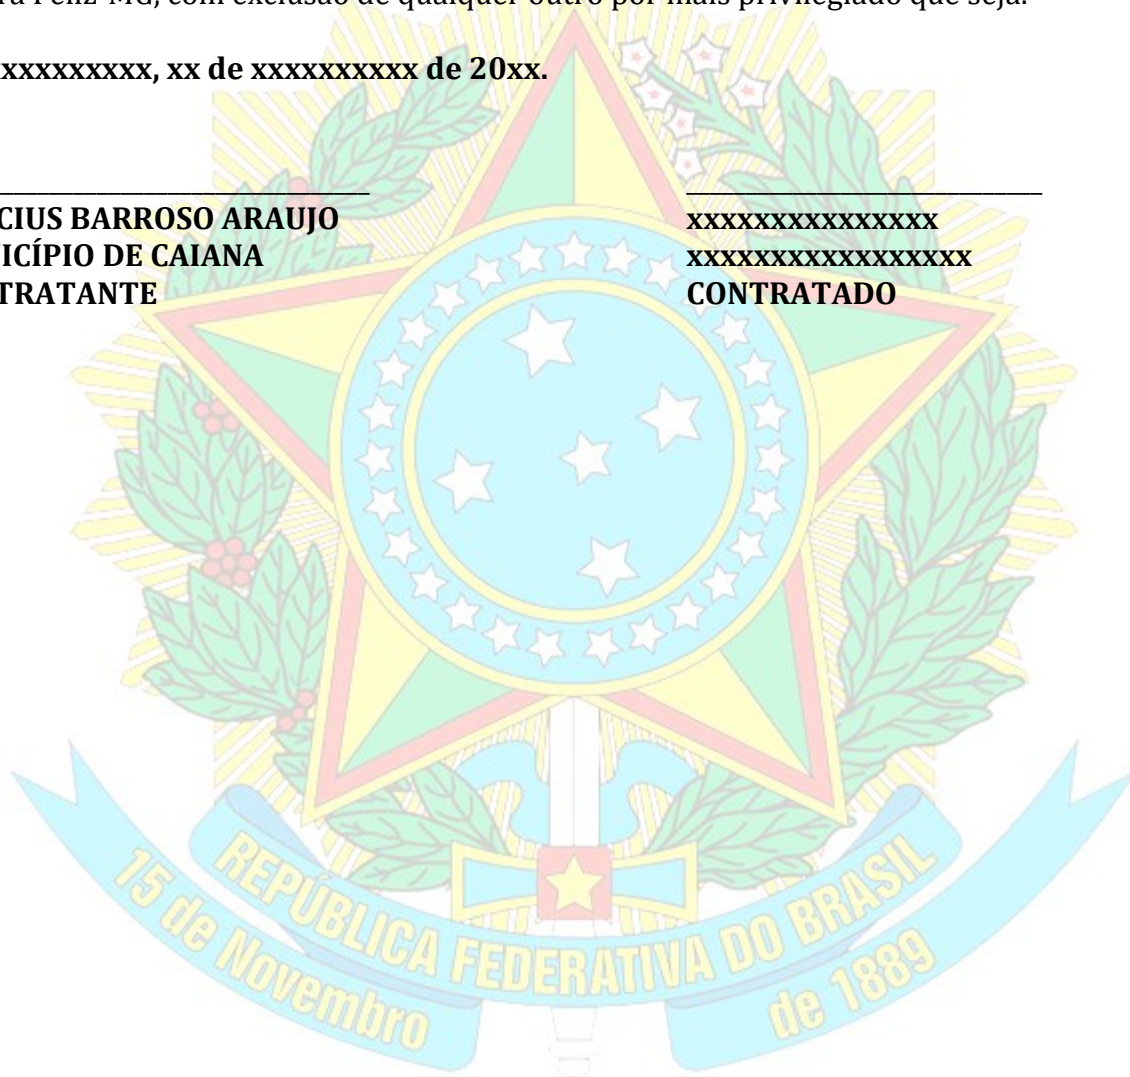 ra Feliz-MG, com exclusão de qualquer outro por mais privilegiado que seja.
xxxxxxxxxx, xx de xxxxxxxxxx de 20xx.
CIUS BARROSO ARAUJO
ICÍPIO DE CAIANA
TRATANTE
xxxxxxxxxxxxxxx
xxxxxxxxxxxxxxxxx
CONTRATADO
REPÚBLICA FEDERATIVA DO BRASIL
15 de Novembro
de 1889